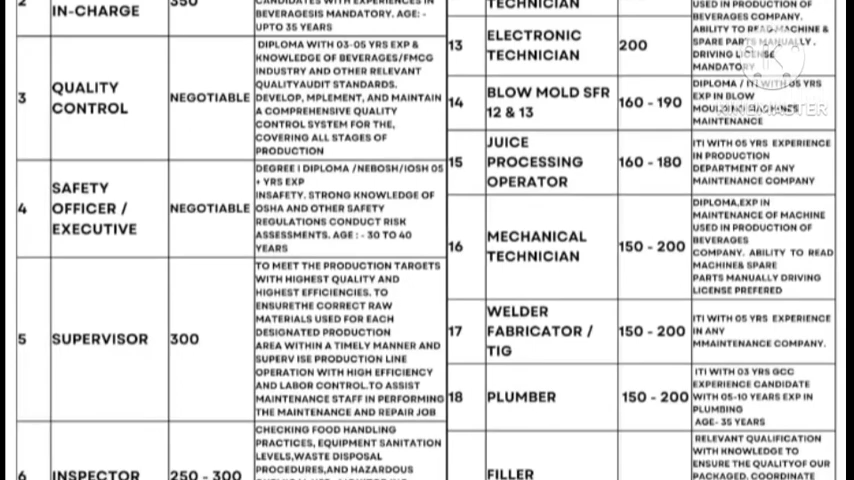 2
IN-CHARGE
350
CANDIDATES WITH EXPERIENCES IN
BEVERAGESIS MANDATORY. AGE: -
UPTO 35 YEARS
3
QUALITY
CONTROL
NEGOTIABLE
DIPLOMA WITH 03-05 YRS EXP &
KNOWLEDGE OF BEVERAGES/FMCG
INDUSTRY AND OTHER RELEVANT
QUALITYAUDIT STANDARDS.
DEVELOP, MPLEMENT, AND MAINTAIN
A COMPREHENSIVE QUALITY
CONTROL SYSTEM FOR THE,
COVERING ALL STAGES OF
PRODUCTION
4
SAFETY
OFFICER /
EXECUTIVE
NEGOTIABLE
DEGREE I DIPLOMA /NEBOSH/IOSH 05
+ YRS EXP
INSAFETY. STRONG KNOWLEDGE OF
OSHA AND OTHER SAFETY
REGULATIONS CONDUCT RISK
ASSESSMENTS. AGE : - 30 TO 40
YEARS
5
SUPERVISOR
300
TO MEET THE PRODUCTION TARGETS
WITH HIGHEST QUALITY AND
HIGHEST EFFICIENCIES. TO
ENSURETHE CORRECT RAW
MATERIALS USED FOR EACH
DESIGNATED PRODUCTION
AREA WITHIN A TIMELY MANNER AND
SUPERV ISE PRODUCTION LINE
OPERATION WITH HIGH EFFICIENCY
AND LABOR CONTROL.TO ASSIST
MAINTENANCE STAFF IN PERFORMING
THE MAINTENANCE AND REPAIR JOB
6
INSPECTOR
250 - 300
CHECKING FOOD HANDLING
PRACTICES, EQUIPMENT SANITATION
LEVELS,WASTE DISPOSAL
PROCEDURES,AND HAZARDOUS
TECHNICIAN
USED IN PRODUCTION OF
BEVERAGES COMPANY.
13
ELECTRONIC
TECHNICIAN
200
ABILITY TO READ MACHINE &
SPARE PARTS MANUALLY .
DRIVING LICENSE
MANDATORY
14
BLOW MOLD SFR
12 & 13
160 - 190
DIPLOMA / ITI WITH 05 YRS
EXP IN BLOW
MOULDING MACHINES
MAINTENANCE
15
JUICE
PROCESSING
OPERATOR
160 - 180
ITI WITH 05 YRS EXPERIENCE
IN PRODUCTION
DEPARTMENT OF ANY
MAINTENANCE COMPANY
16
MECHANICAL
TECHNICIAN
150 - 200
DIPLOMA,EXP IN
MAINTENANCE OF MACHINE
USED IN PRODUCTION OF
BEVERAGES
COMPANY. ABILITY TO READ
MACHINE& SPARE
PARTS MANUALLY DRIVING
LICENSE PREFERED
17
WELDER
FABRICATOR /
TIG
150 - 200
ITI WITH 05 YRS EXPERIENCE
IN ANY
MMAINTENANCE COMPANY.
18
PLUMBER
150 - 200
ITI WITH 03 YRS GCC
EXPERIENCE CANDIDATE
WITH 05-10 YEARS EXP IN
PLUMBING
AGE- 35 YEARS
FILLER
RELEVANT QUALIFICATION
WITH KNOWLEDGE TO
ENSURE THE QUALITYOF OUR
PACKAGED. COORDINATE
KINEMASTER